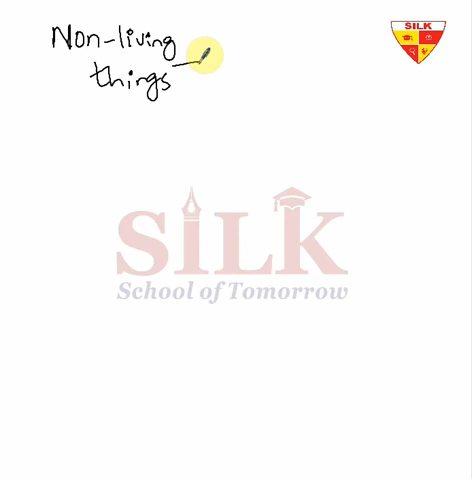 Non-living
things
SILK
SiLK
School of Tomorrow